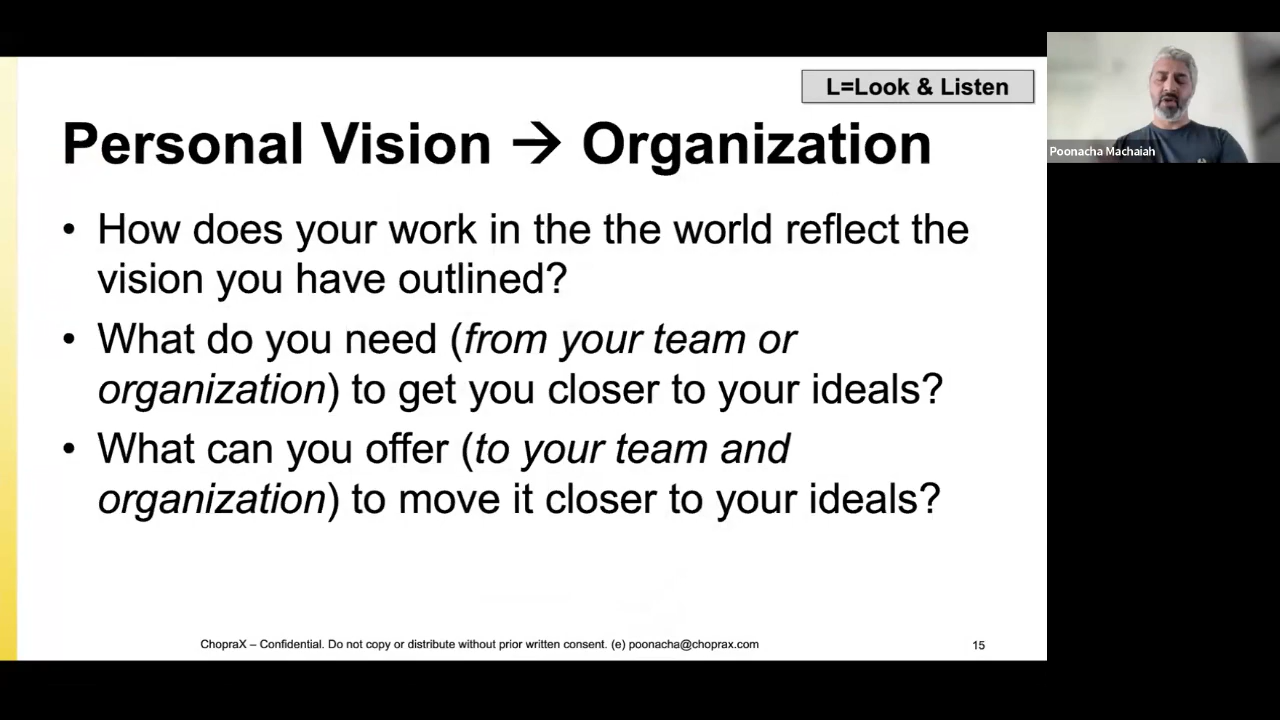 L=Look & Listen
Personal Vision → Organization
• How does your work in the the world reflect the
vision you have outlined?
• What do you need (from your team or
organization) to get you closer to your ideals?
• What can you offer (to your team and
organization) to move it closer to your ideals?
ChopraX – Confidential. Do not copy or distribute without prior written consent. (e) poonacha@choprax.com
15
Poonacha Machaiah